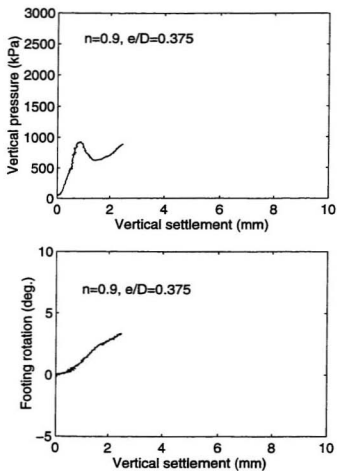 3000
2500
2000
1500
1000
500
0
Vertical pressure (kPa)
n=0.9, e/D=0.375
0 2 4 6 8 10
Vertical settlement (mm)
10
5
0
-5
Footing rotation (deg.)
n=0.9, e/D=0.375
0 2 4 6 8 10
Vertical settlement (mm)